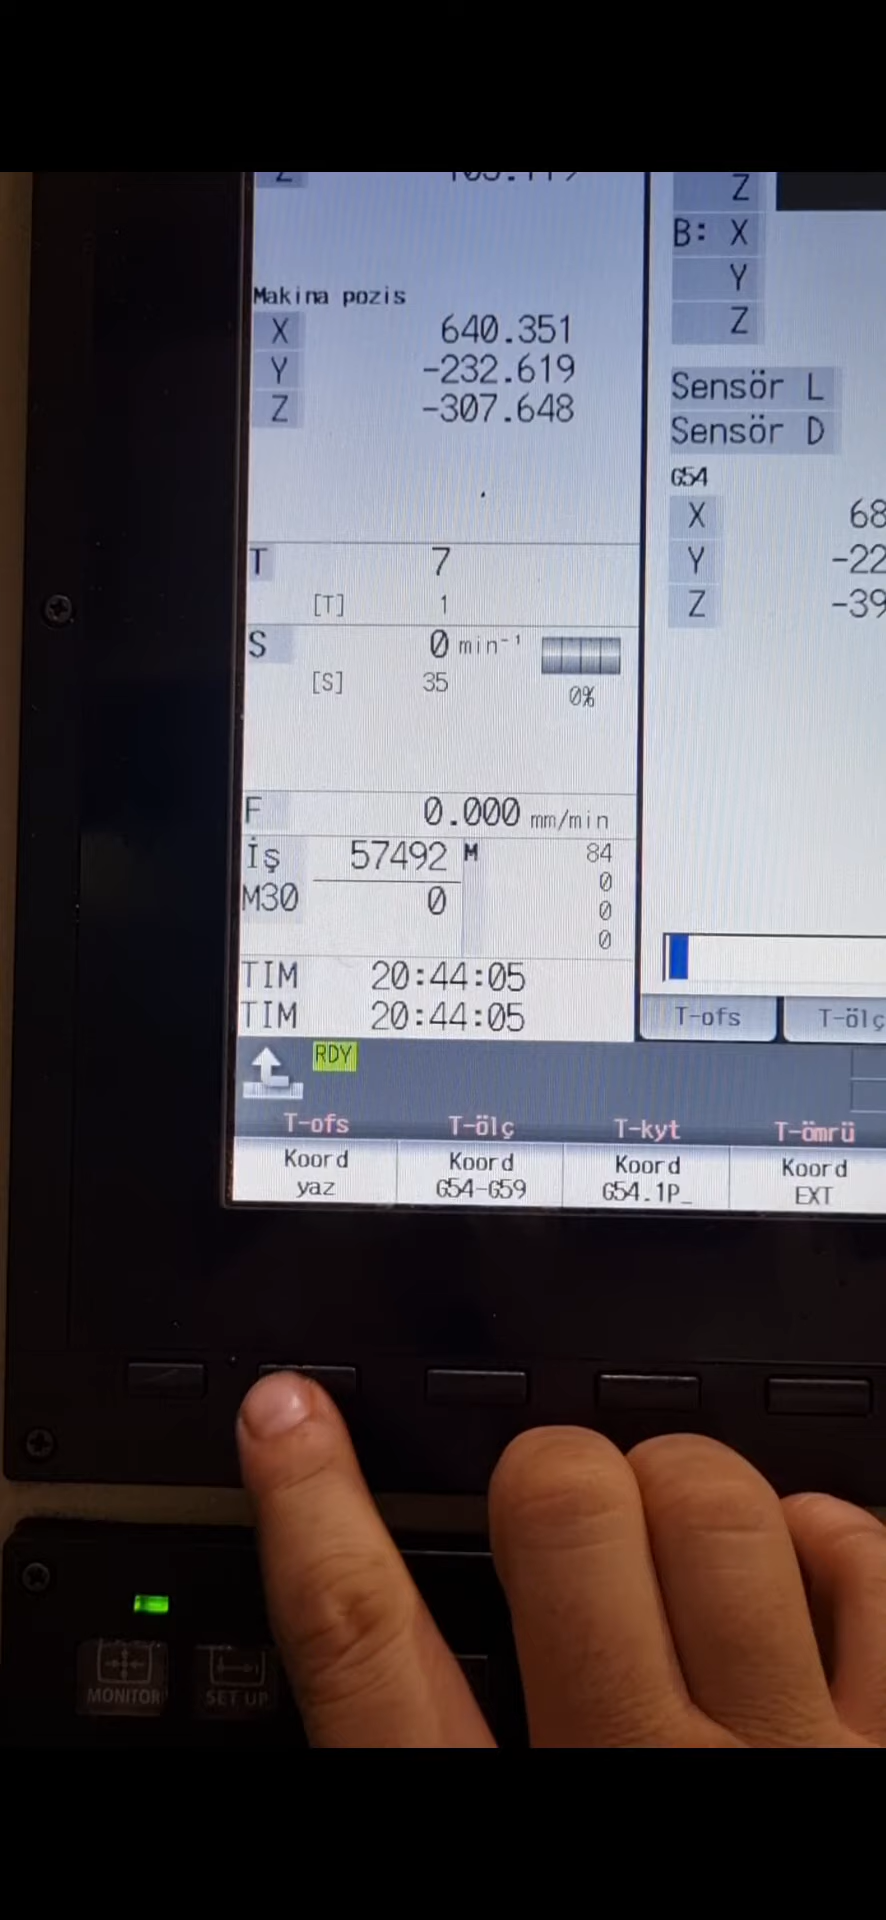 Z
Makina pozis
X 640.351
Y -232.619
Z -307.648
T 7
[T] 1
S 0 min⁻¹
[S] 35
0%
F 0.000 mm/min
İş 57492 M 84
M30 0 0
0
0
TIM 20:44:05
TIM 20:44:05
Z
B: X
Y
Z
Sensör L
Sensör D
G54
X 68
Y -22
Z -39
T-ofs T-ölç
RDY
T-ofs T-ölç T-kyt T-ömrü
Koord Koord Koord Koord
yaz G54-G59 G54.1P_ EXT
MONITOR SET UP